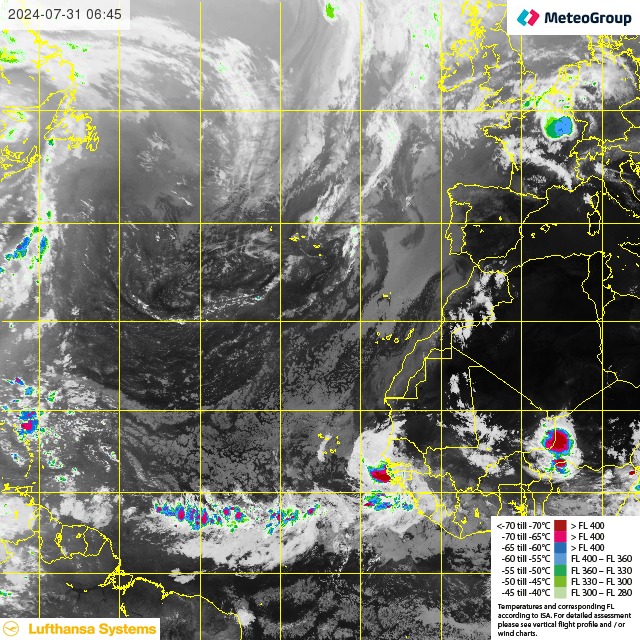 2024-07-31 06:45
MeteoGroup
<-70 till -70°C > FL 400
-70 till -65°C > FL 400
-65 till -60°C > FL 400
-60 till -55°C FL 400 - FL 360
-55 till -50°C FL 360 - FL 330
-50 till -45°C FL 330 - FL 300
-45 till -40°C FL 300 - FL 280
Temperatures and corresponding FL
according to ISA. For detailed assessment
please see vertical flight profile and / or
wind charts.
Lufthansa Systems